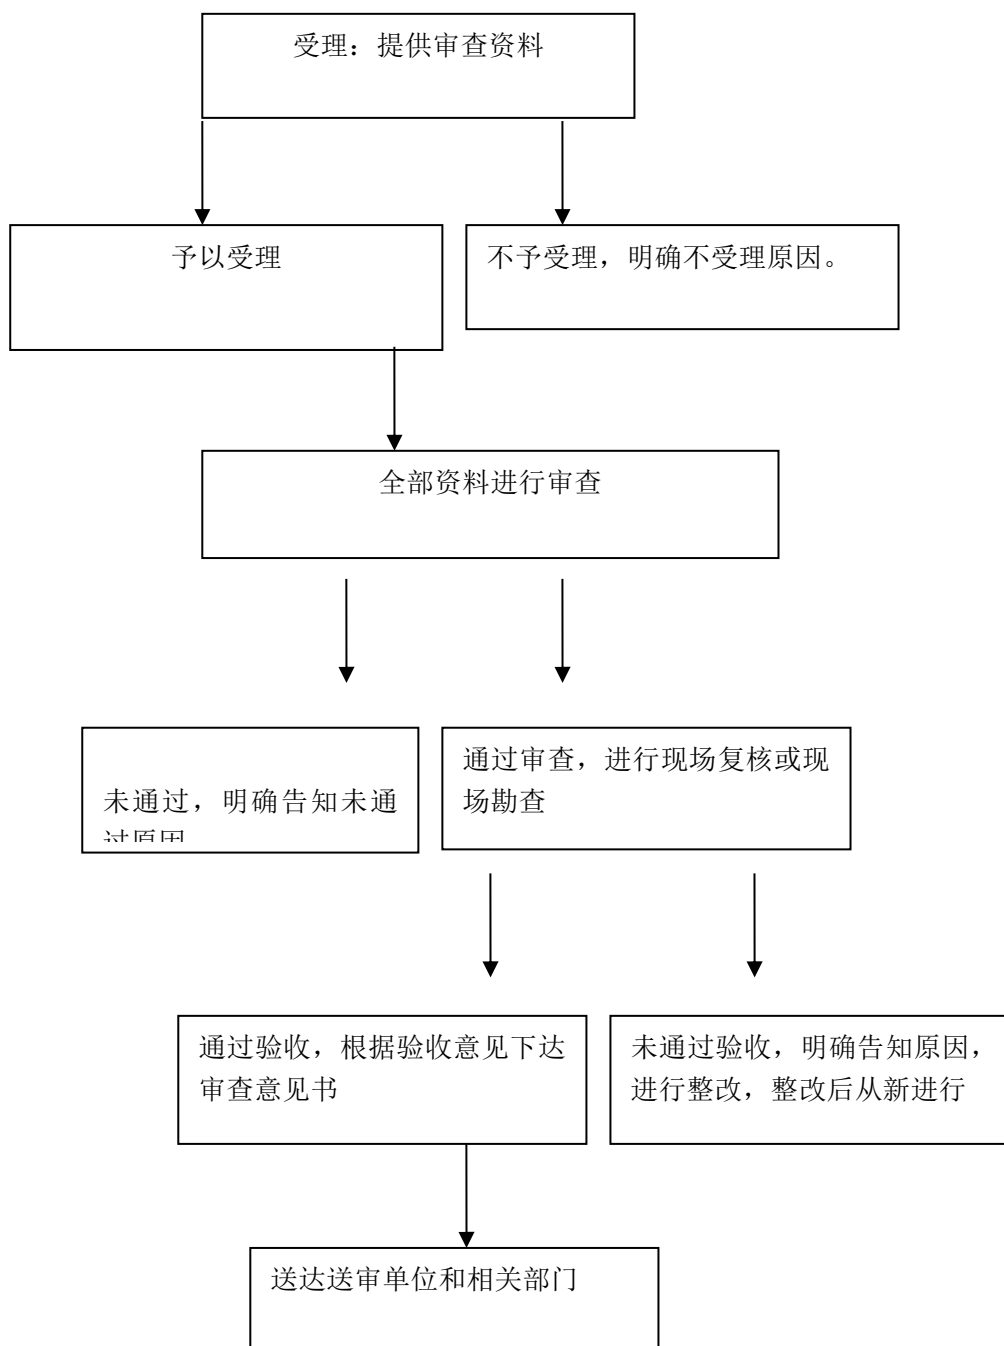 受理：提供审查资料
予以受理
不予受理，明确不受理原因。
全部资料进行审查
未通过，明确告知未通
过原因
通过审查，进行现场复核或现
场勘查
通过验收，根据验收意见下达
审查意见书
未通过验收，明确告知原因，
进行整改，整改后从新进行
送达送审单位和相关部门